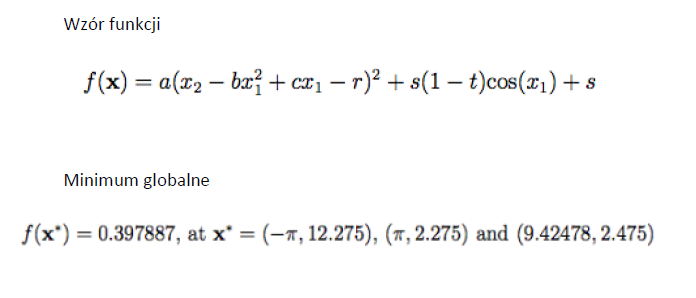 Wzór funkcji
f(x) = a(x₂ − bx₁² + cx₁ − r)² + s(1 − t)cos(x₁) + s
Minimum globalne
f(x*) = 0.397887, at x* = (−π, 12.275), (π, 2.275) and (9.42478, 2.475)